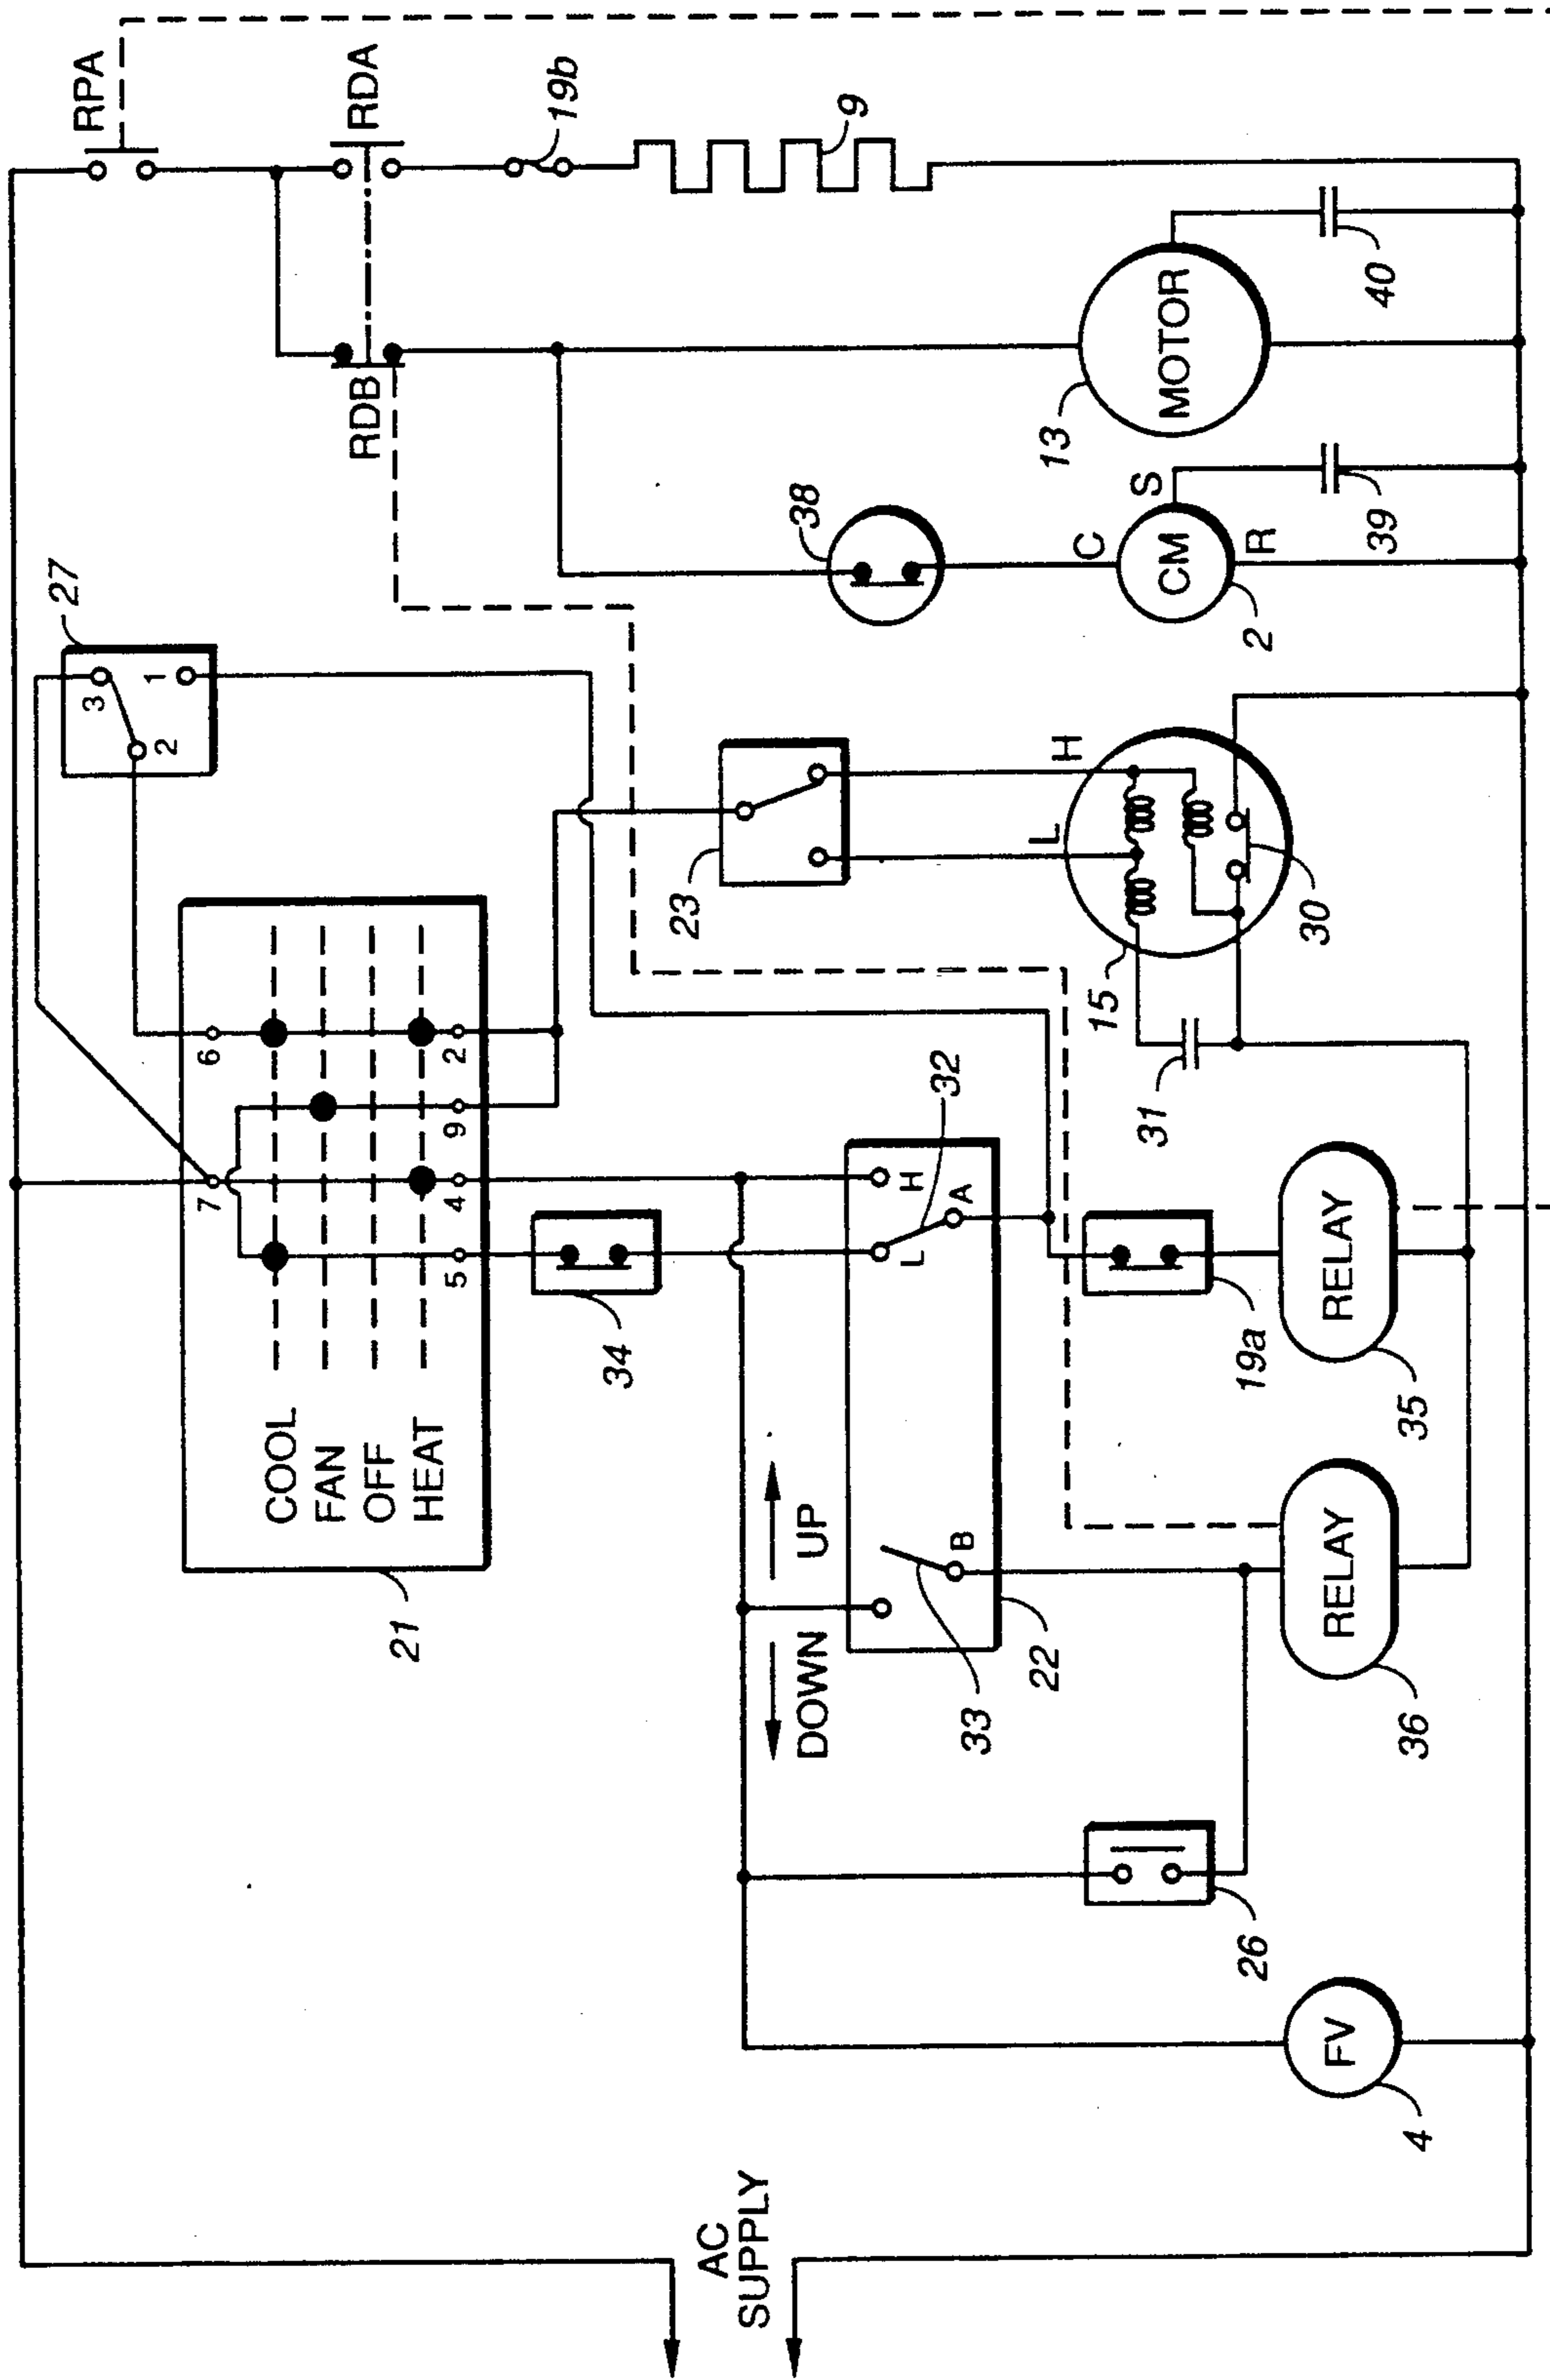 RPA
27
3
1
2
7
6
RDA
RDB
COOL
FAN
OFF
HEAT
21
5
4
9
2
19b
34
23
AC
SUPPLY
DOWN
UP
38
9
L
H
32
B
A
33
22
L
H
13
C
15
S
31
CM
MOTOR
26
19a
2
R
30
FV
RELAY
RELAY
39
40
4
36
35